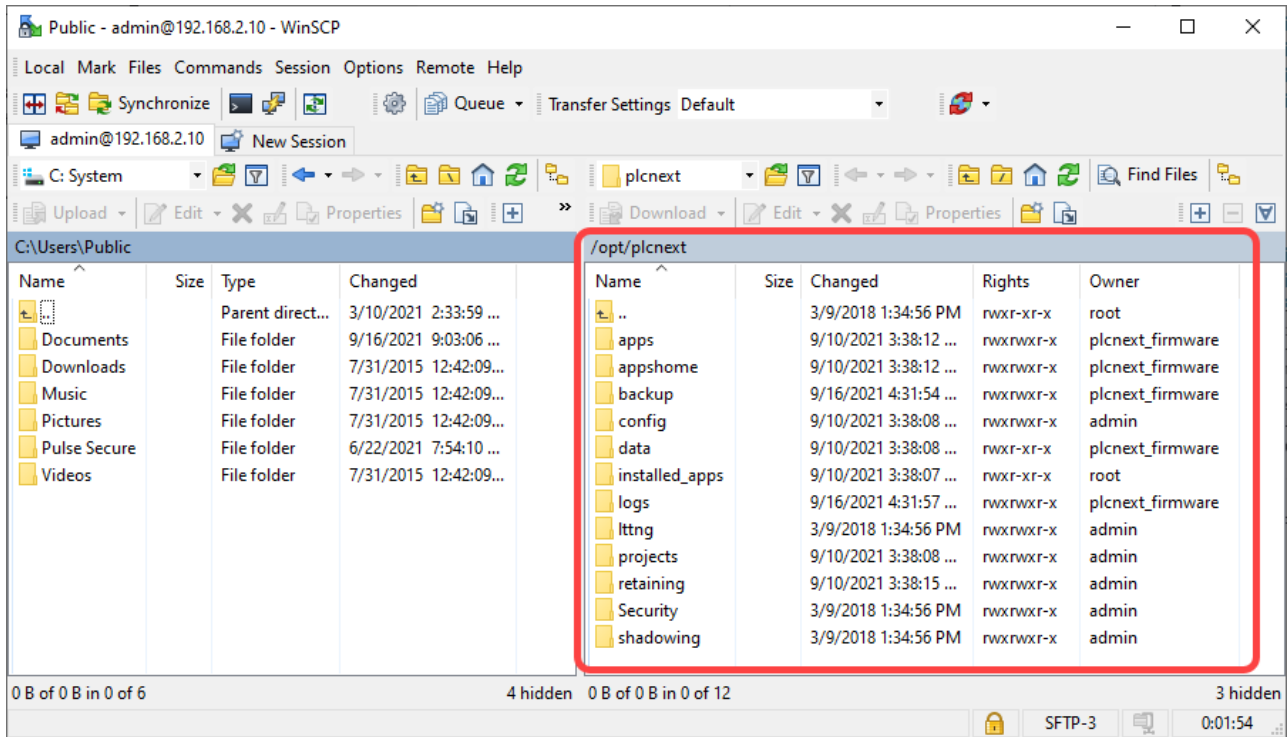 Public - admin@192.168.2.10 - WinSCP
Local Mark Files Commands Session Options Remote Help
Synchronize Queue Transfer Settings Default
admin@192.168.2.10 New Session
C: System plcnext Find Files
Upload Edit Properties » Download Edit Properties
C:\Users\Public /opt/plcnext
Name Size Type Changed Name Size Changed Rights Owner
.. Parent direct... 3/10/2021 2:33:59 ... .. 3/9/2018 1:34:56 PM rwxr-xr-x root
Documents File folder 9/16/2021 9:03:06 ... apps 9/10/2021 3:38:12 ... rwxrwxr-x plcnext_firmware
Downloads File folder 7/31/2015 12:42:09... appshome 9/10/2021 3:38:12 ... rwxrwxr-x plcnext_firmware
Music File folder 7/31/2015 12:42:09... backup 9/16/2021 4:31:54 ... rwxrwxr-x plcnext_firmware
Pictures File folder 7/31/2015 12:42:09... config 9/10/2021 3:38:08 ... rwxrwxr-x admin
Pulse Secure File folder 6/22/2021 7:54:10 ... data 9/10/2021 3:38:08 ... rwxr-xr-x plcnext_firmware
Videos File folder 7/31/2015 12:42:09... installed_apps 9/10/2021 3:38:07 ... rwxr-xr-x root
logs 9/16/2021 4:31:57 ... rwxrwxr-x plcnext_firmware
lttng 3/9/2018 1:34:56 PM rwxrwxr-x admin
projects 9/10/2021 3:38:08 ... rwxrwxr-x admin
retaining 9/10/2021 3:38:15 ... rwxrwxr-x admin
Security 3/9/2018 1:34:56 PM rwxrwxr-x admin
shadowing 3/9/2018 1:34:56 PM rwxrwxr-x admin
0 B of 0 B in 0 of 6 4 hidden 0 B of 0 B in 0 of 12 3 hidden
SFTP-3 0:01:54